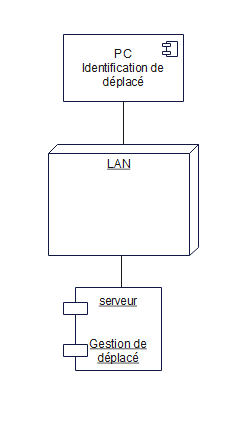 PC
Identification de
déplacé
LAN
serveur
Gestion de
déplacé